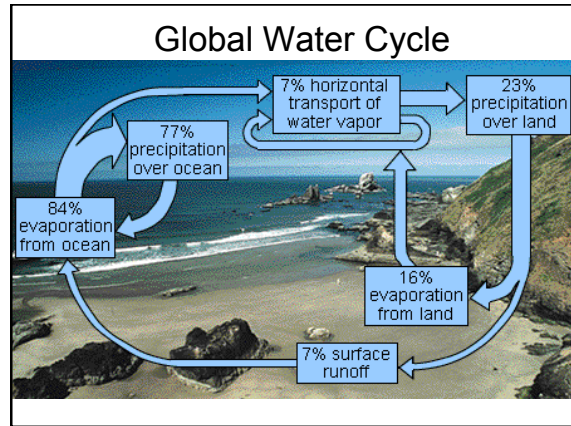 Global Water Cycle
7% horizontal
transport of
water vapor
23%
precipitation
over land
77%
precipitation
over ocean
84%
evaporation
from ocean
16%
evaporation
from land
7% surface
runoff